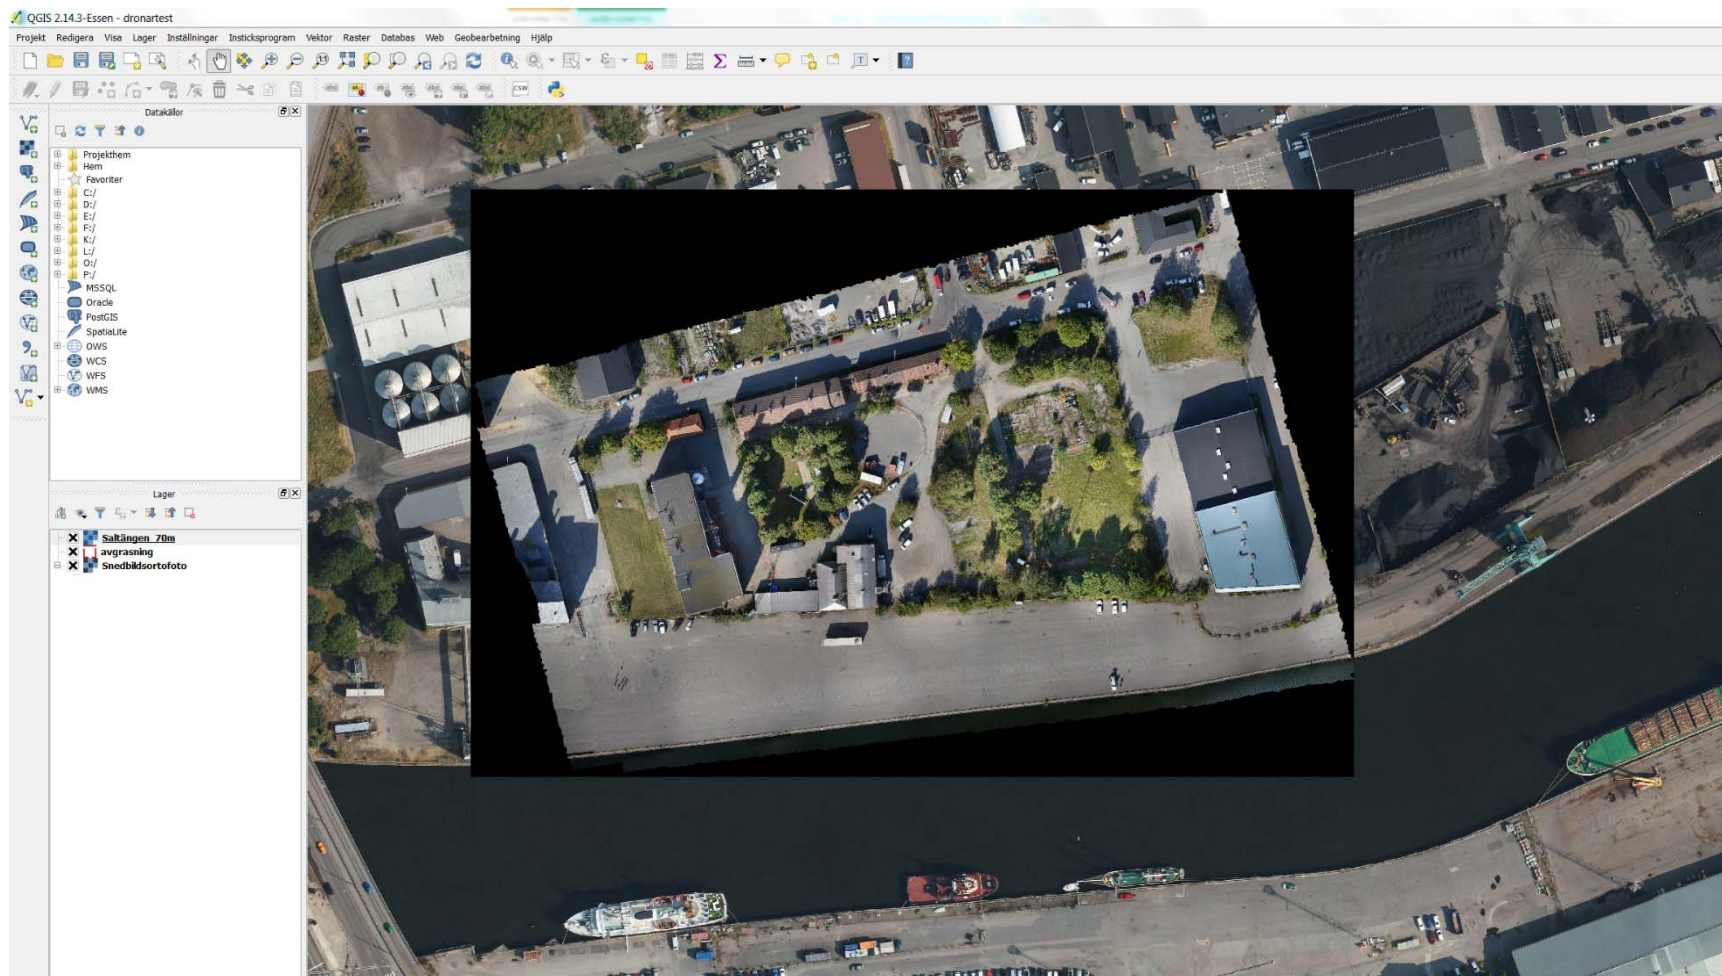 QGIS 2.14.3-Essen - dronartest
Projekt Redigera Visa Lager Inställningar Insticksprogram Vektor Raster Databas Web Geobearbetning Hjälp
CSW
Datakällor
Projekthem
Hem
Favoriter
C:/
D:/
E:/
F:/
K:/
L:/
O:/
P:/
MSSQL
Oracle
PostGIS
SpatiaLite
OWS
WCS
WFS
WMS
Lager
Saltängen_70m
avgrasning
Snedbildsortofoto